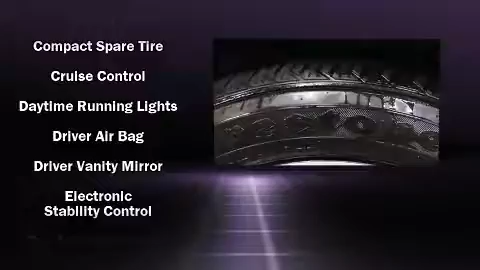 Compact Spare Tire
Cruise Control
Daytime Running Lights
Driver Air Bag
Driver Vanity Mirror
Electronic
Stability Control